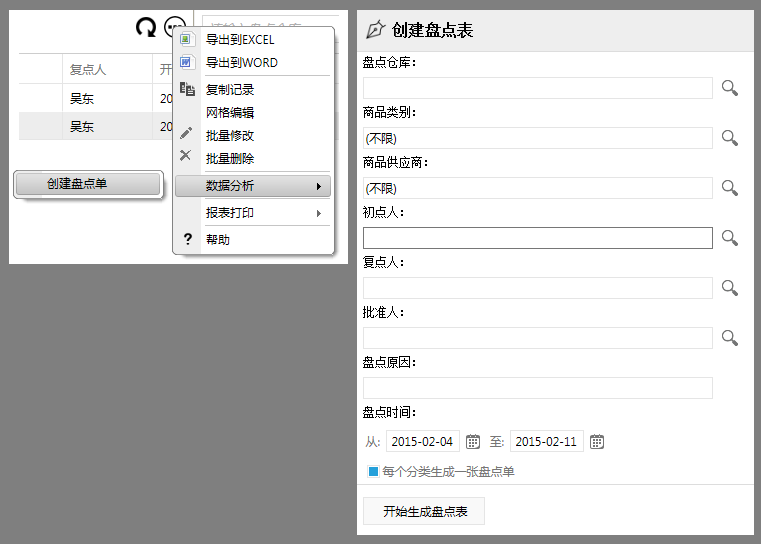 导出到EXCEL
导出到WORD
复点人
复制记录
吴东
网格编辑
吴东
批量修改
批量删除
创建盘点单
数据分析
报表打印
? 帮助
创建盘点表
盘点仓库:
商品类别:
(不限)
商品供应商:
(不限)
初点人:
复点人:
批准人:
盘点原因:
盘点时间:
从: 2015-02-04 至: 2015-02-11
每个分类生成一张盘点单
开始生成盘点表